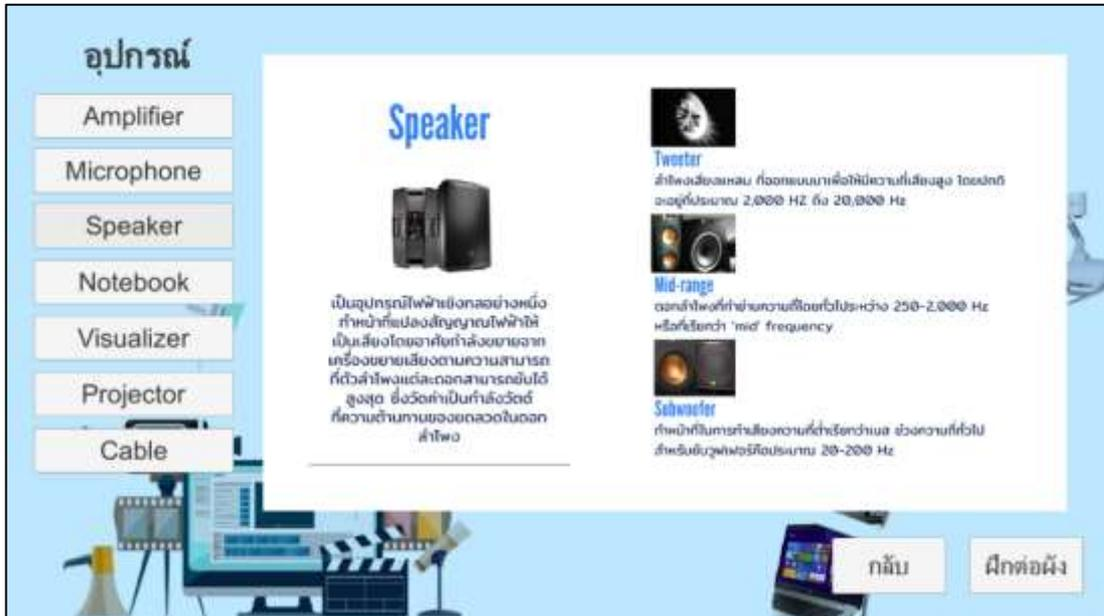 อุปกรณ์
Amplifier
Microphone
Speaker
Notebook
Visualizer
Projector
Cable
Speaker
เป็นอุปกรณ์ไฟฟ้าเชิงกลอย่างหนึ่ง
ทำหน้าที่แปลงสัญญาณไฟฟ้าให้
เป็นเสียงโดยอาศัยกำลังขยายจาก
เครื่องขยายเสียงตามความสามารถ
ที่ตัวลำโพงแต่ละดอกสามารถขับได้
สูงสุด ซึ่งวัดค่าเป็นกำลังวัตต์
ที่ความต้านทานของขดลวดในดอก
ลำโพง
Tweeter
ลำโพงเสียงแหลม ที่ออกแบบมาเพื่อให้มีความถี่เสียงสูง โดยปกติ
จะอยู่ที่ประมาณ 2,000 HZ ถึง 20,000 Hz
Mid-range
ดอกลำโพงที่ทำย่านความถี่โดยทั่วไประหว่าง 250-2,000 Hz
หรือที่เรียกว่า 'mid' frequency
Subwoofer
ทำหน้าที่ในการทำเสียงความถี่ต่ำเรียกว่าเบส ช่วงความถี่ทั่วไป
สำหรับซับวูฟเฟอร์คือประมาณ 20-200 Hz
กลับ
ฝึกต่อผัง